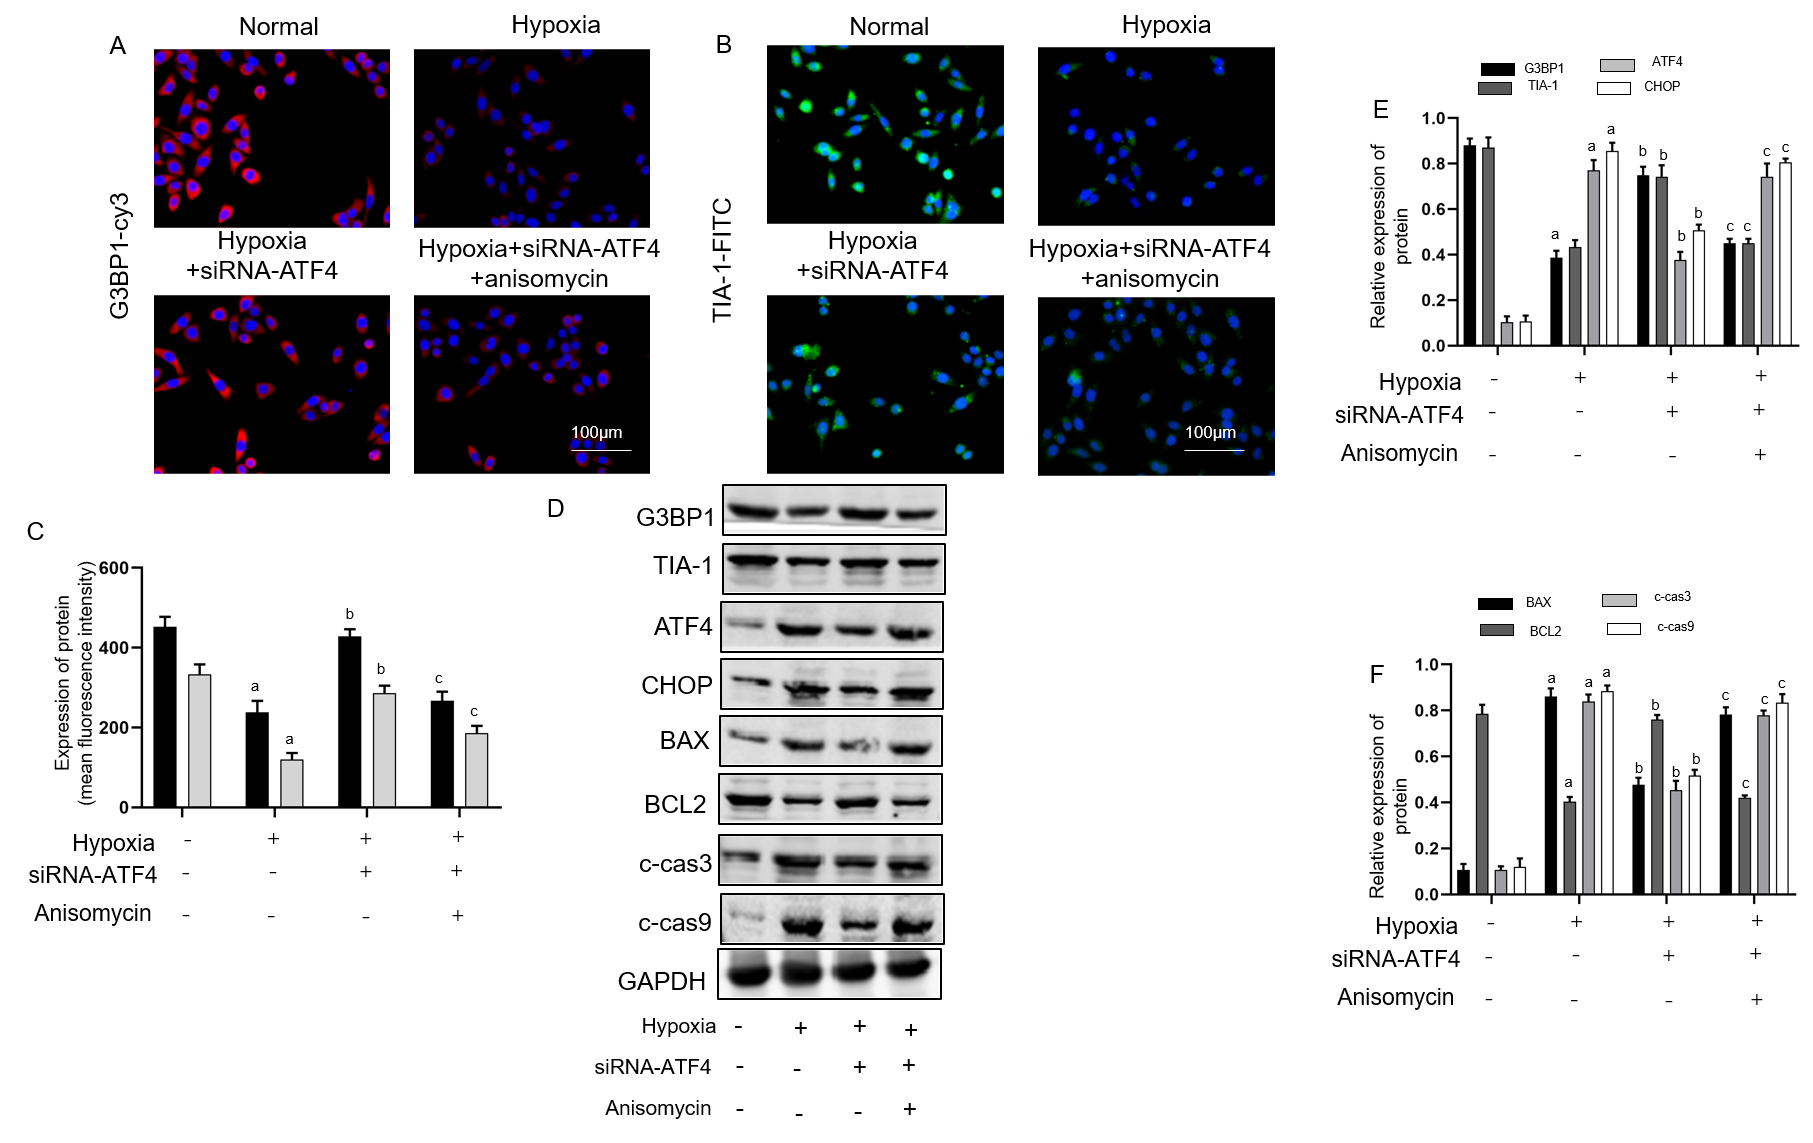 A
Normal
Hypoxia
G3BP1-cy3
Hypoxia
+siRNA-ATF4
Hypoxia+siRNA-ATF4
+anisomycin
100μm
B
Normal
Hypoxia
TIA-1-FITC
Hypoxia
+siRNA-ATF4
Hypoxia+siRNA-ATF4
+anisomycin
100μm
C
Expression of protein
(mean fluorescence intensity)
600
400
200
0
a
a
b
b
c
c
Hypoxia - + + +
siRNA-ATF4 - - + +
Anisomycin - - - +
D
G3BP1
TIA-1
ATF4
CHOP
BAX
BCL2
c-cas3
c-cas9
GAPDH
Hypoxia - + + +
siRNA-ATF4 - - + +
Anisomycin - - - +
E
G3BP1
ATF4
TIA-1
CHOP
Relative expression of
protein
1.0
0.8
0.6
0.4
0.2
0.0
a
a
a
b
b
b
b
c
c
c
c
Hypoxia - + + +
siRNA-ATF4 - - + +
Anisomycin - - - +
F
BAX
c-cas3
BCL2
c-cas9
Relative expression of
protein
1.0
0.8
0.6
0.4
0.2
0.0
a
a
a
a
b
b
b
b
c
c
c
c
Hypoxia - + + +
siRNA-ATF4 - - + +
Anisomycin - - - +